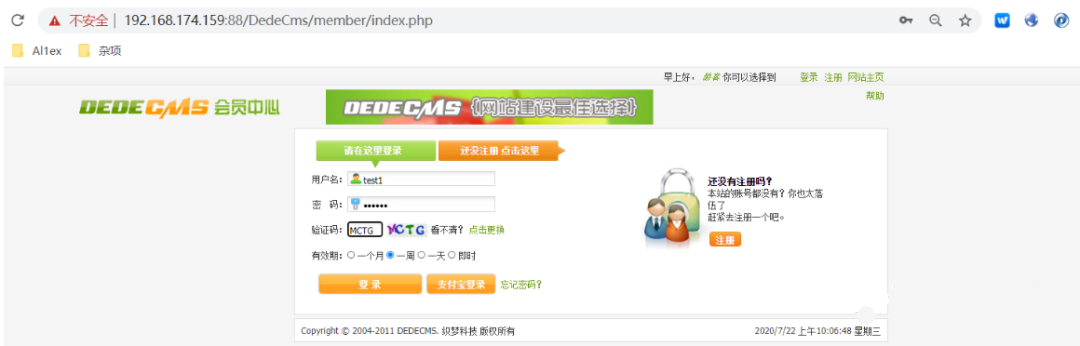 不安全 | 192.168.174.159:88/DedeCms/member/index.php
Al1ex 杂项
早上好， 游客 你可以选择到 登录 注册 网站主页
DEDECMS 会员中心 DEDECMS {网站建设最佳选择} 帮助
请在这里登录 还没注册 点击这里
用户名： test1
密 码： ••••••
验证码： MCTG YCTG 看不清？ 点击更换
有效期： 一个月 一周 一天 即时
登 录 支付宝登录 忘记密码？
还没有注册吗？
本站的账号都没有？你也太落
伍了
赶紧去注册一个吧。
注册
Copyright © 2004-2011 DEDECMS. 织梦科技 版权所有 2020/7/22 上午10:06:48 星期三